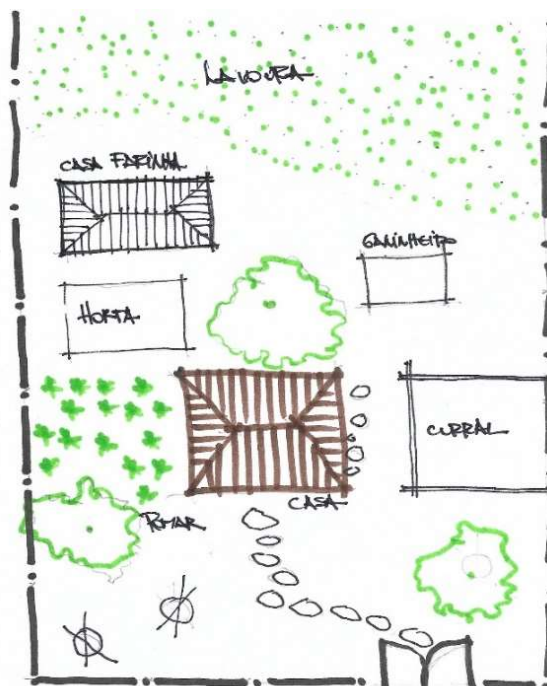 LAVOURA
CASA FARINHA
GALINHEIRO
HORTA
CURRAL
CASA
POMAR